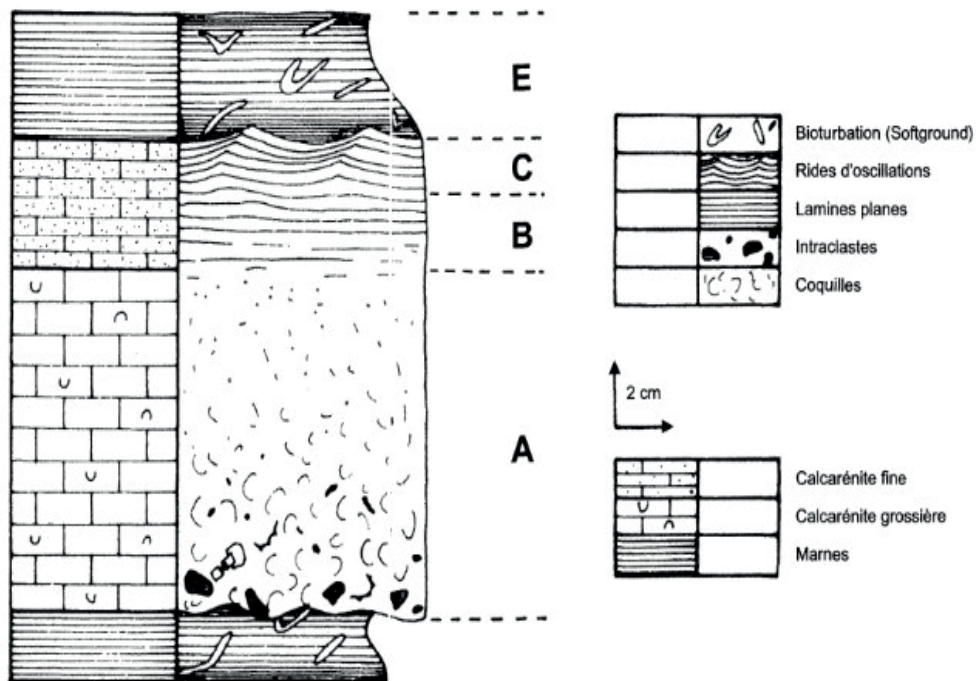 E
C
B
A
Bioturbation (Softground)
Rides d'oscillations
Lamines planes
Intraclastes
Coquilles
2 cm
Calcarénite fine
Calcarénite grossière
Marnes